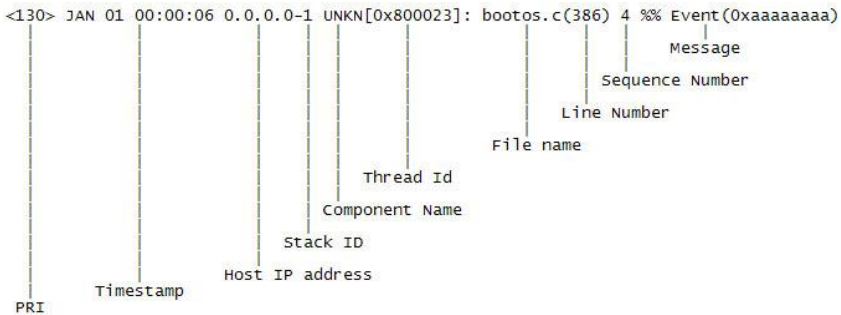 <130> JAN 01 00:00:06 0.0.0.0-1 UNKN[0x800023]: bootos.c(386) 4 %% Event(0xaaaaaaaa)
Message
Sequence Number
Line Number
File name
Thread Id
Component Name
Stack ID
Host IP address
Timestamp
PRI